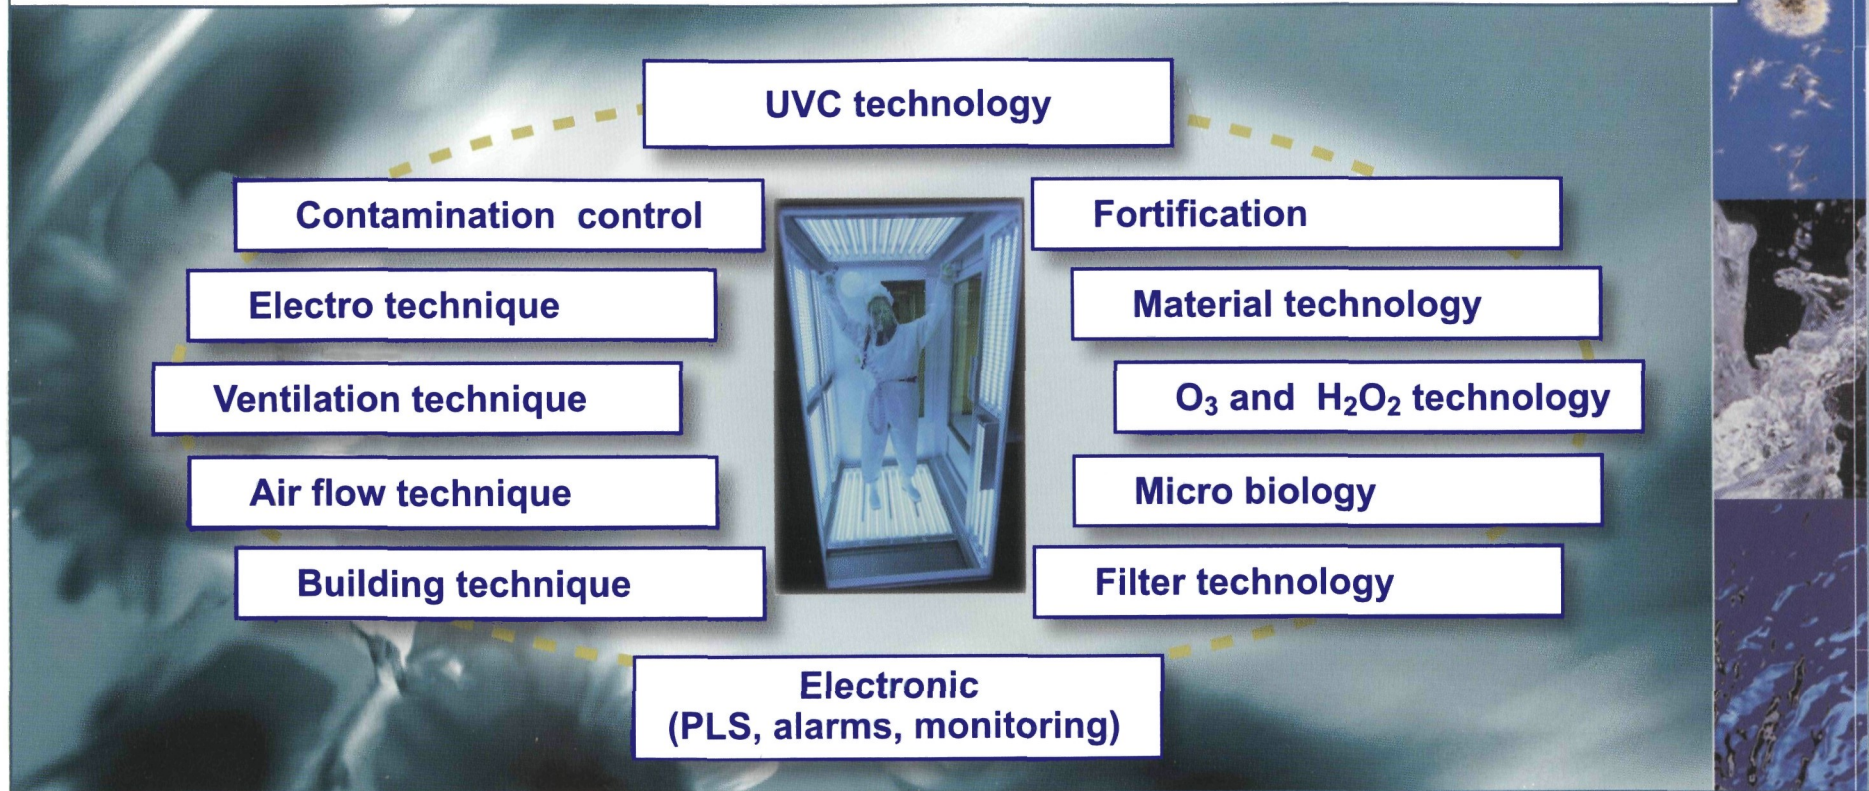 UVC technology
Contamination control
Fortification
Electro technique
Material technology
Ventilation technique
O₃ and H₂O₂ technology
Air flow technique
Micro biology
Building technique
Filter technology
Electronic
(PLS, alarms, monitoring)